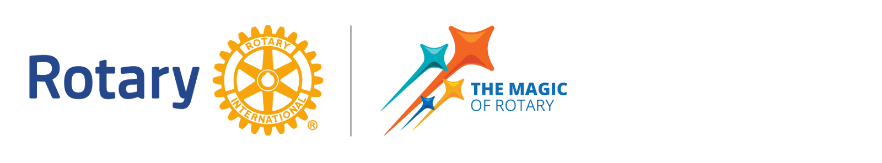 Rotary
ROTARY
INTERNATIONAL
®
THE MAGIC
OF ROTARY